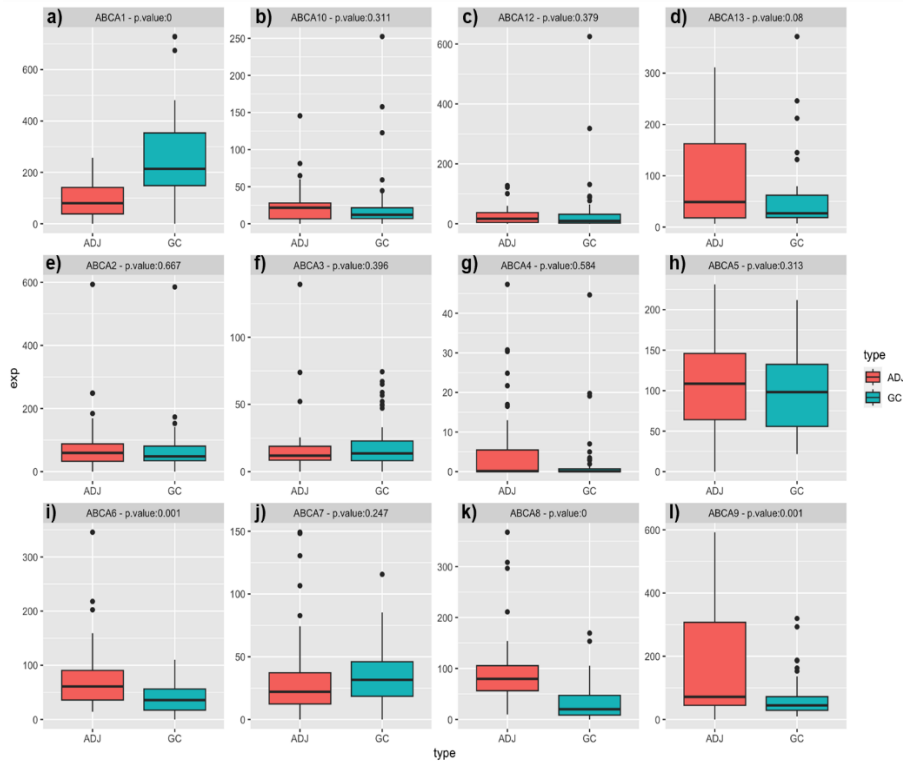 a) ABCA1 - p.value:0
b) ABCA10 - p.value:0.311
c) ABCA12 - p.value:0.379
d) ABCA13 - p.value:0.08
600
400
200
0
ADJ GC
250
200
150
100
50
0
ADJ GC
600
400
200
0
ADJ GC
300
200
100
0
ADJ GC
e) ABCA2 - p.value:0.667
f) ABCA3 - p.value:0.396
g) ABCA4 - p.value:0.584
h) ABCA5 - p.value:0.313
exp
600
400
200
0
ADJ GC
100
50
0
ADJ GC
40
30
20
10
0
ADJ GC
200
150
100
50
0
ADJ GC
type
ADJ
GC
i) ABCA6 - p.value:0.001
j) ABCA7 - p.value:0.247
k) ABCA8 - p.value:0
l) ABCA9 - p.value:0.001
300
200
100
0
ADJ GC
150
100
50
0
ADJ GC
300
200
100
0
ADJ GC
600
400
200
0
ADJ GC
type